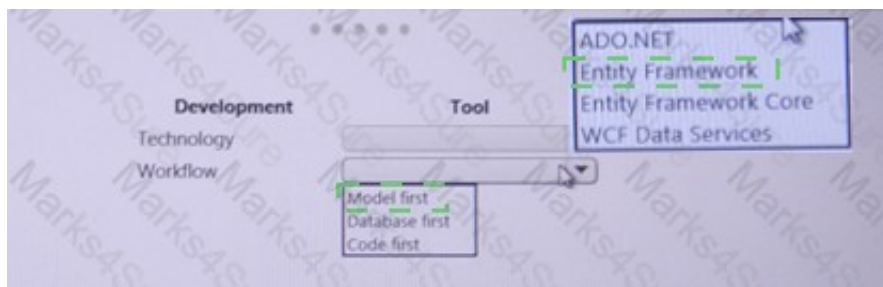 ADO.NET
Entity Framework
Development Tool Entity Framework Core
Technology WCF Data Services
Workflow
Model first
Database first
Code first
Marks4Sure